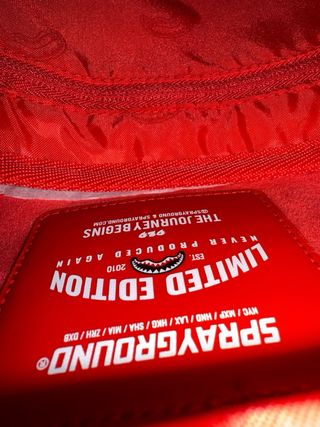 SPRAYGROUND®
NYC / MXP / HND / LAX / HKG / SHA / MIA / ZRH / DXB
LIMITED EDITION
EST. 2010
NEVER PRODUCED AGAIN
THE JOURNEY BEGINS
@SPRAYGROUND & SPRAYGROUND.COM